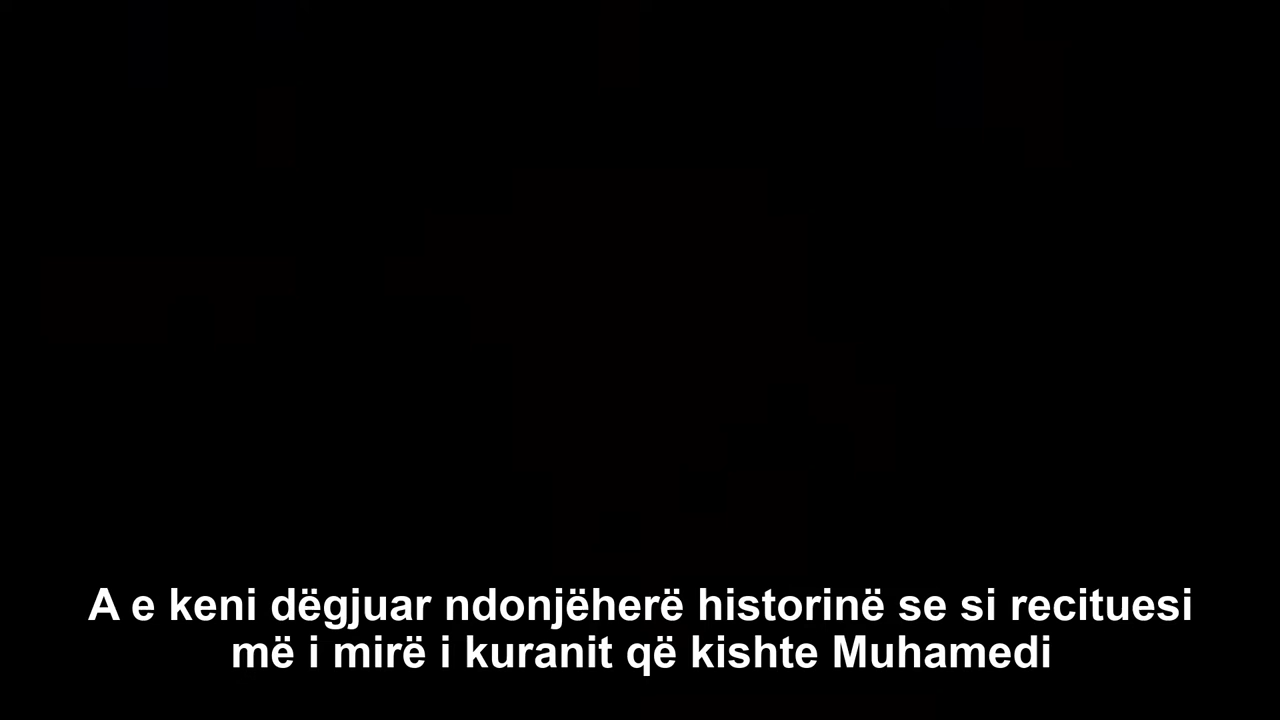 A e keni dëgjuar ndonjëherë historinë se si recituesi
më i mirë i kuranit që kishte Muhamedi